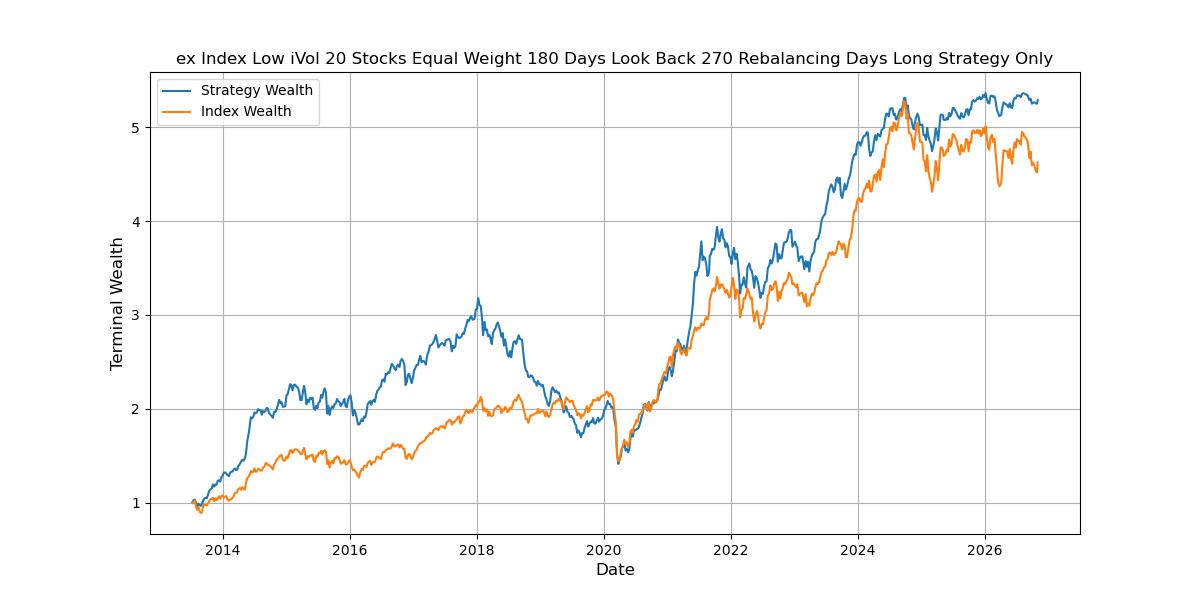 ex Index Low iVol 20 Stocks Equal Weight 180 Days Look Back 270 Rebalancing Days Long Strategy Only
Strategy Wealth
Index Wealth
5
4
3
2
1
Terminal Wealth
2014 2016 2018 2020 2022 2024 2026
Date